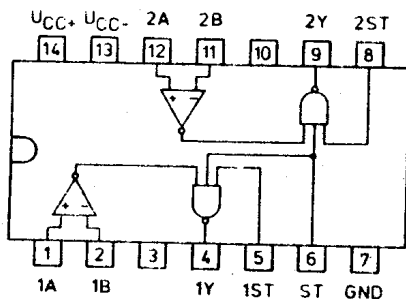 UCC+ UCC- 2A 2B 2Y 2ST
14 13 12 11 10 9 8
+ -
+ -
1 2 3 4 5 6 7
1A 1B 1Y 1ST ST GND